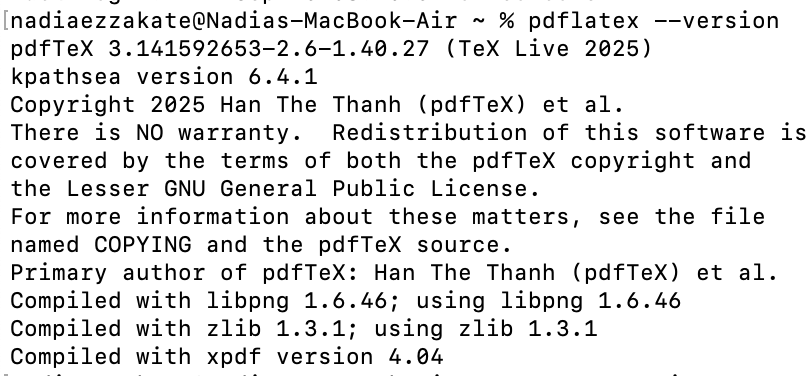 [nadiaezzakate@Nadias-MacBook-Air ~ % pdflatex --version
pdfTeX 3.141592653-2.6-1.40.27 (TeX Live 2025)
kpathsea version 6.4.1
Copyright 2025 Han The Thanh (pdfTeX) et al.
There is NO warranty.  Redistribution of this software is
covered by the terms of both the pdfTeX copyright and
the Lesser GNU General Public License.
For more information about these matters, see the file
named COPYING and the pdfTeX source.
Primary author of pdfTeX: Han The Thanh (pdfTeX) et al.
Compiled with libpng 1.6.46; using libpng 1.6.46
Compiled with zlib 1.3.1; using zlib 1.3.1
Compiled with xpdf version 4.04